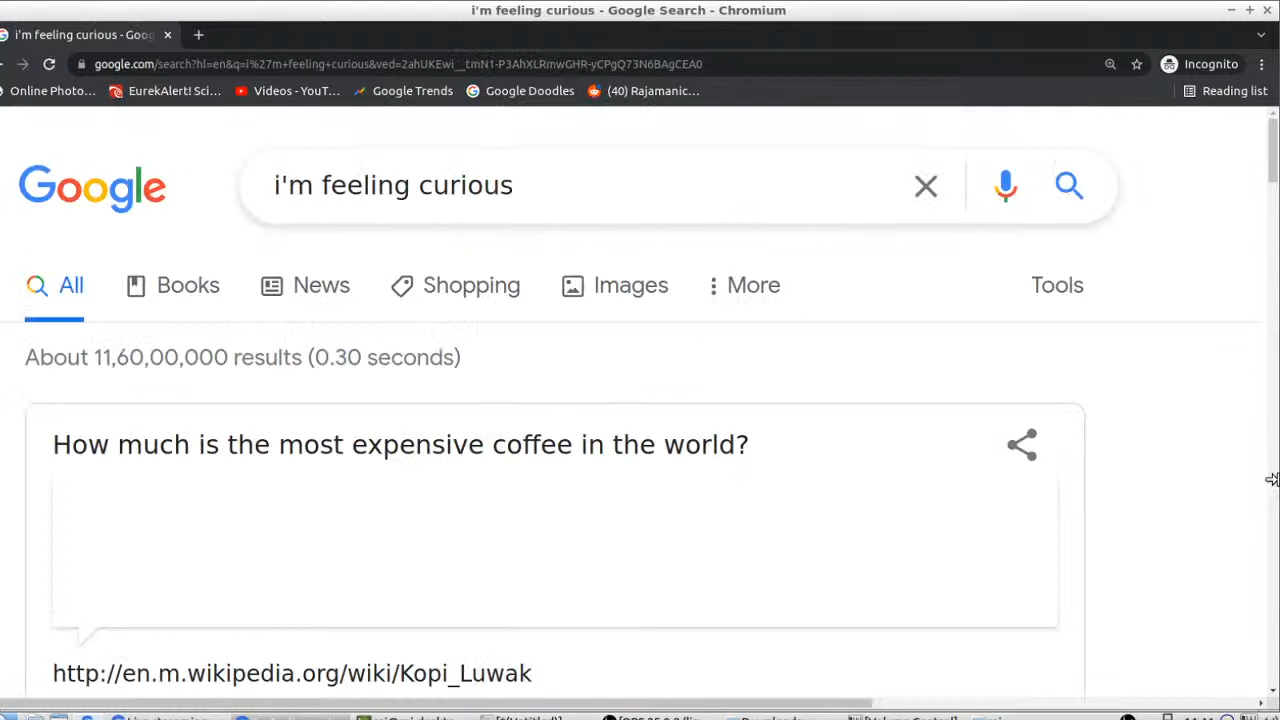 i'm feeling curious - Google Search - Chromium
i'm feeling curious - Goog
google.com/search?hl=en&q=i%27m+feeling+curious&ved=2ahUKEwi__tmN1-P3AhXLRmwGHR-yCPgQ73N6BAgCEA0
Incognito
Online Photo... EurekAlert! Sci... Videos - YouT... Google Trends Google Doodles (40) Rajamanic... Reading list
Google
i'm feeling curious
All Books News Shopping Images More Tools
About 11,60,00,000 results (0.30 seconds)
How much is the most expensive coffee in the world?
http://en.m.wikipedia.org/wiki/Kopi_Luwak